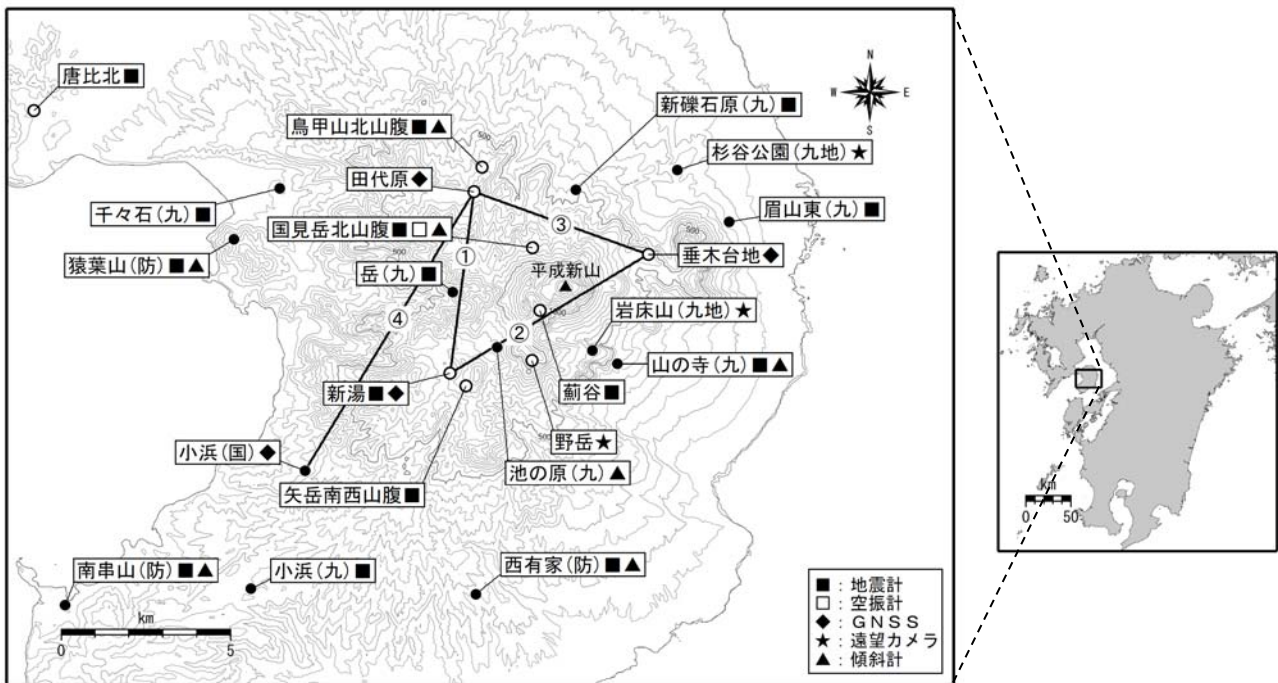 唐比北■
N
W
E
S
新礫石原(九)■
鳥甲山北山腹■▲
杉谷公園(九地)★
田代原◆
千々石(九)■
眉山東(九)■
国見岳北山腹■□▲
③
猿葉山(防)■▲
①
垂木台地◆
平成新山
岳(九)■
④
岩床山(九地)★
②
山の寺(九)■▲
新湯■◆
薊谷■
小浜(国)◆
野岳★
池の原(九)▲
矢岳南西山腹■
南串山(防)■▲
小浜(九)■
西有家(防)■▲
km
0 5
■:地震計
□:空振計
◆:GNSS
★:遠望カメラ
▲:傾斜計
km
0 50
500
500
500
500